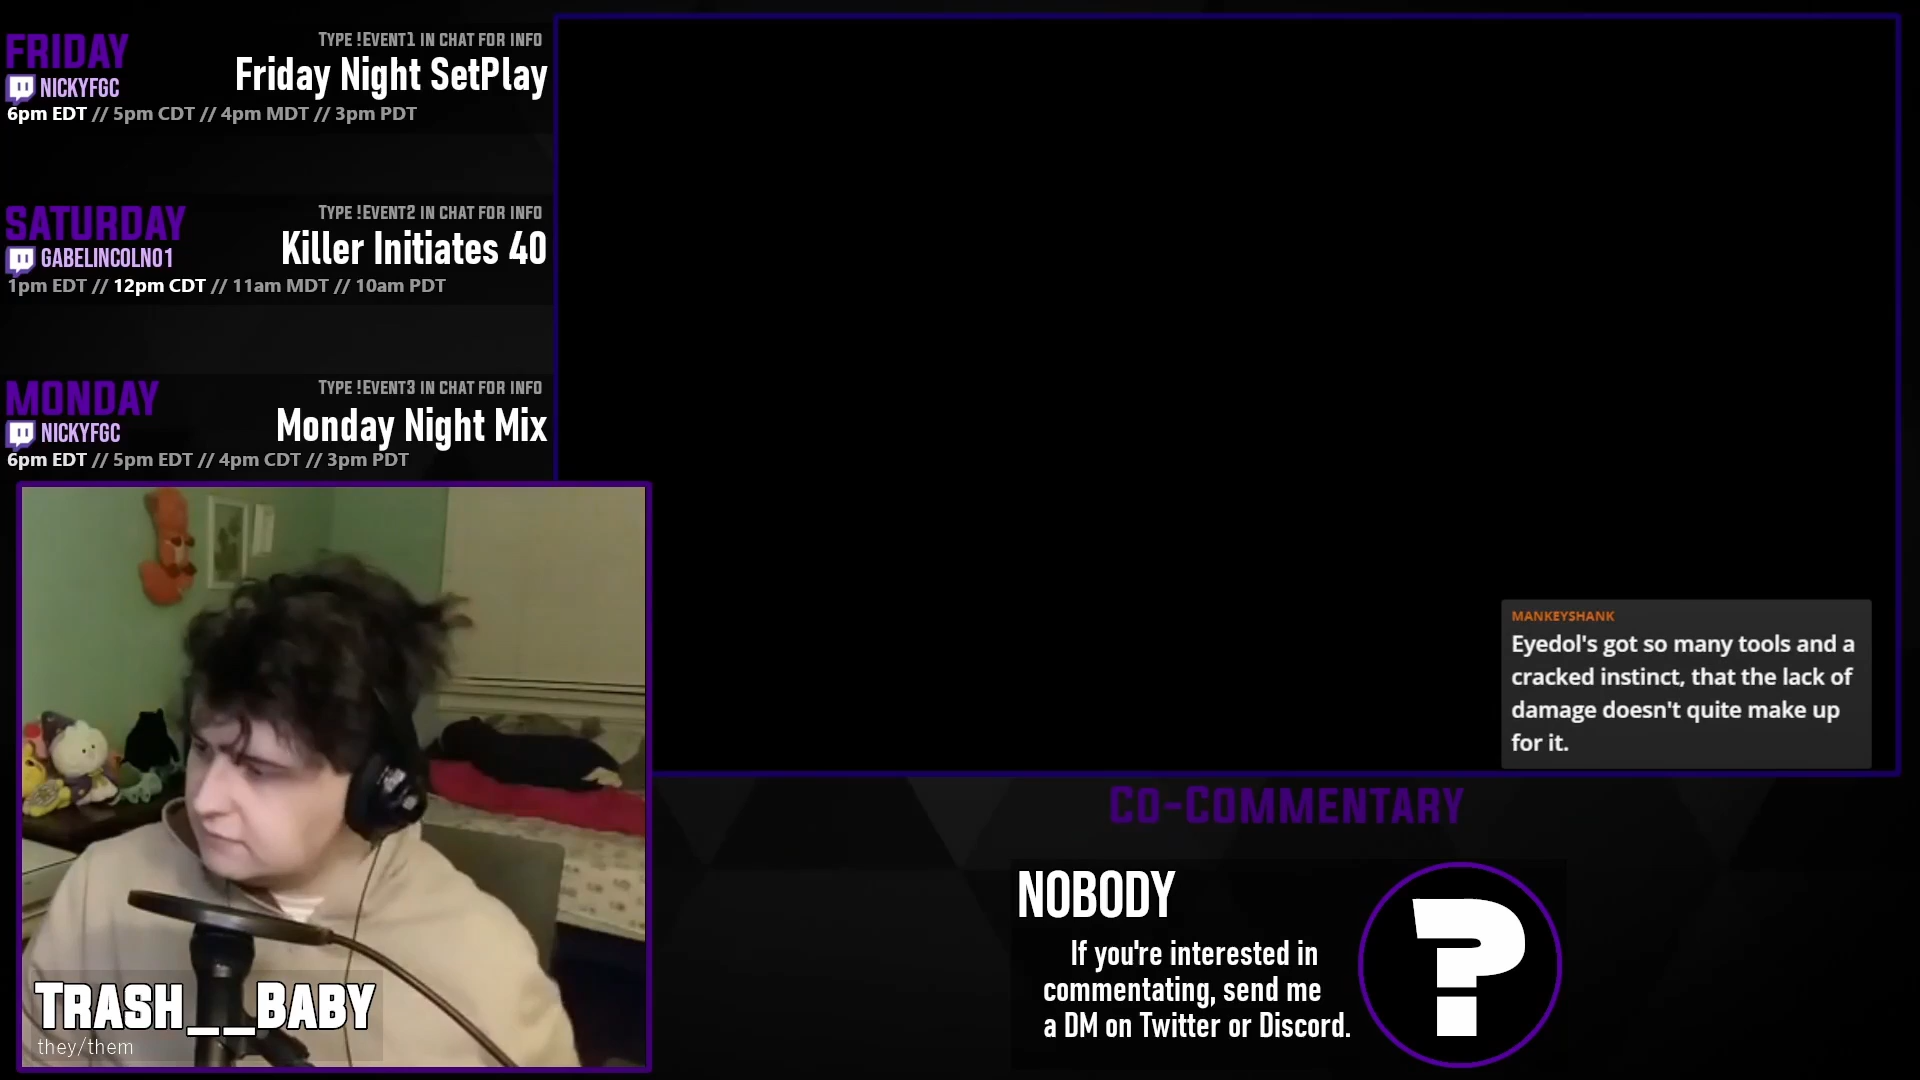 FRIDAY
TYPE !EVENT1 IN CHAT FOR INFO
Friday Night SetPlay
NICKYFGC
6pm EDT // 5pm CDT // 4pm MDT // 3pm PDT
SATURDAY
TYPE !EVENT2 IN CHAT FOR INFO
Killer Initiates 40
GABELINCOLN01
1pm EDT // 12pm CDT // 11am MDT // 10am PDT
MONDAY
TYPE !EVENT3 IN CHAT FOR INFO
Monday Night Mix
NICKYFGC
6pm EDT // 5pm EDT // 4pm CDT // 3pm PDT
MANKEYSHANK
Eyedol's got so many tools and a
cracked instinct, that the lack of
damage doesn't quite make up
for it.
CO-COMMENTARY
NOBODY
If you're interested in
commentating, send me
a DM on Twitter or Discord.
?
TRASH__BABY
they/them